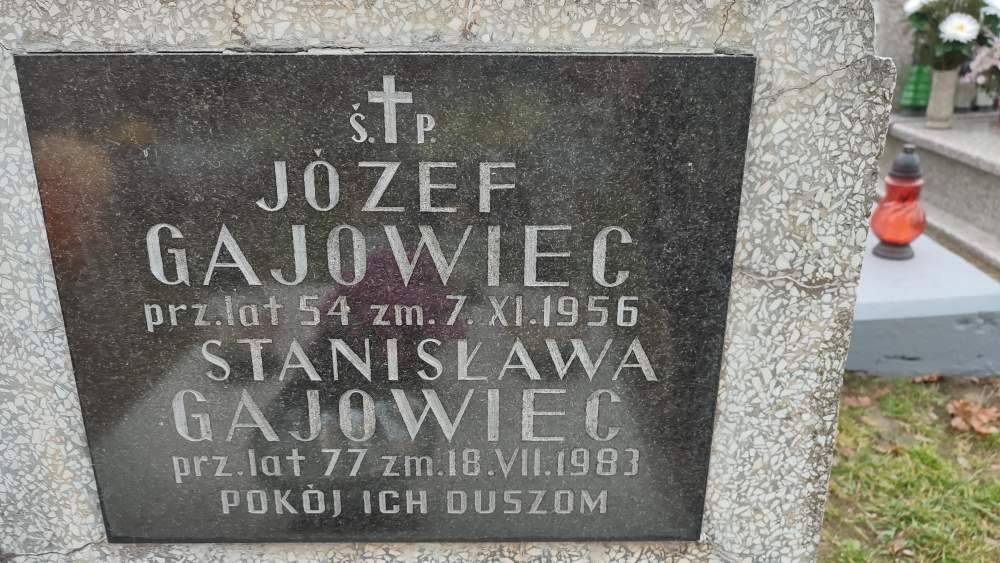 Ś. P.
JÓZEF
GAJOWIEC
prz. lat 54 zm. 7. XI. 1956
STANISŁAWA
GAJOWIEC
prz. lat 77 zm. 18. VII. 1983
POKÓJ ICH DUSZOM